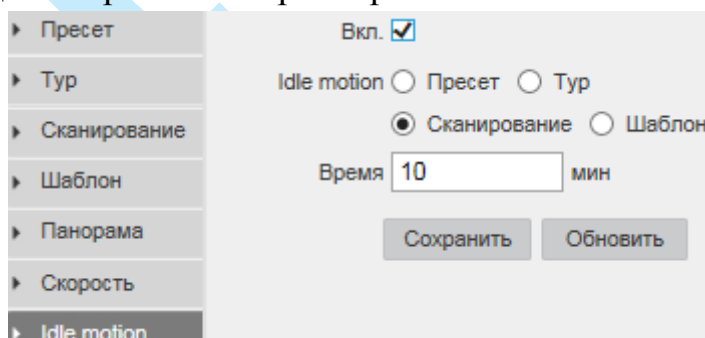 Пресет
Тур
Сканирование
Шаблон
Панорама
Скорость
Idle motion
Вкл.
Idle motion Пресет Тур
Сканирование Шаблон
Время 10 мин
Сохранить Обновить